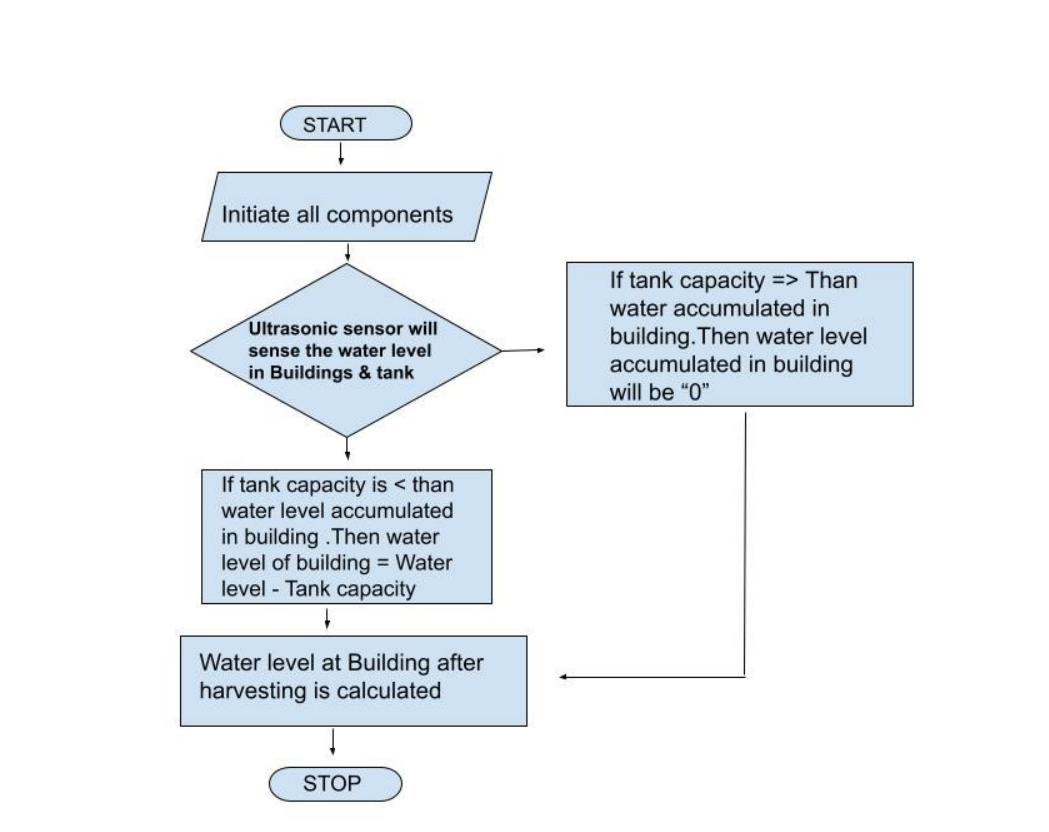 START
Initiate all components
Ultrasonic sensor will
sense the water level
in Buildings & tank
If tank capacity => Than
water accumulated in
building.Then water level
accumulated in building
will be “0”
If tank capacity is < than
water level accumulated
in building .Then water
level of building = Water
level - Tank capacity
Water level at Building after
harvesting is calculated
STOP